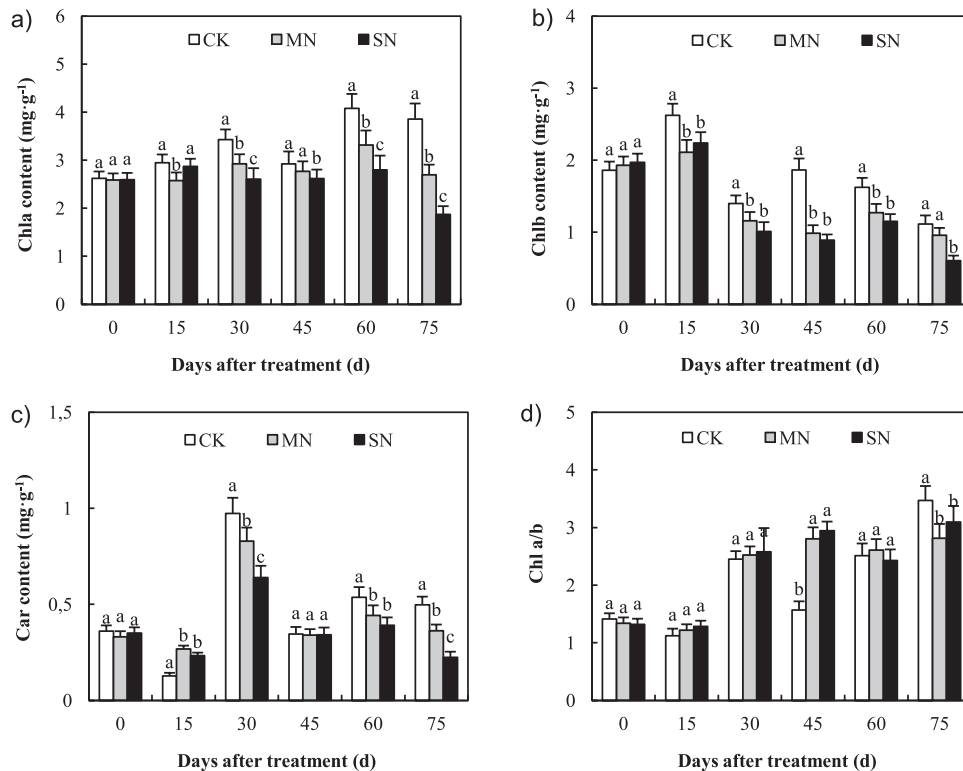 a)
Chla content (mg·g⁻¹)
6
5
4
3
2
1
0
CK MN SN
a a a a b a a b c a a b a b c a b c
0 15 30 45 60 75
Days after treatment (d)
b)
Chlb content (mg·g⁻¹)
4
3
2
1
0
CK MN SN
a a a a b b a b b a b b a b b a a b
0 15 30 45 60 75
Days after treatment (d)
c)
Car content (mg·g⁻¹)
1,5
1
0,5
0
CK MN SN
a a a a b b a b c a a a a b b a b c
0 15 30 45 60 75
Days after treatment (d)
d)
Chl a/b
5
4
3
2
1
0
CK MN SN
a a a a a a a a a b a a a a a a b b
0 15 30 45 60 75
Days after treatment (d)